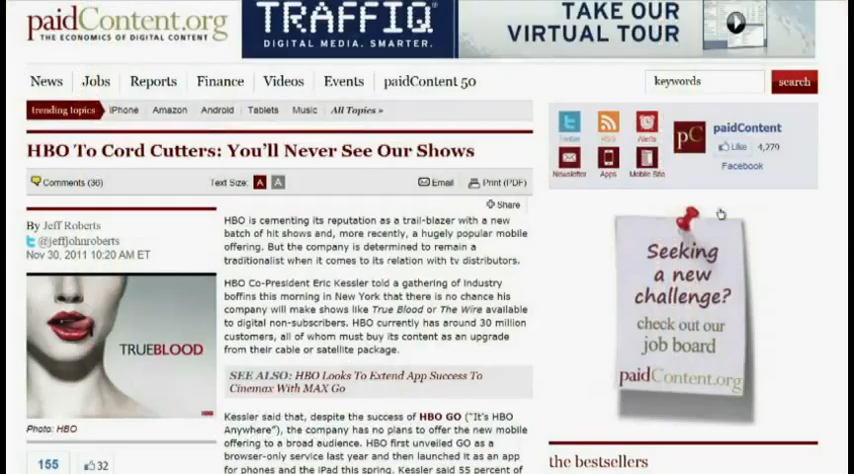 paidContent.org
THE ECONOMICS OF DIGITAL CONTENT
TRAFFIQ
DIGITAL MEDIA. SMARTER.
TAKE OUR
VIRTUAL TOUR
News Jobs Reports Finance Videos Events paidContent 50
keywords search
trending topics iPhone Amazon Android Tablets Music All Topics »
HBO To Cord Cutters: You'll Never See Our Shows
Comments (36) Text Size: A A Email Print (PDF)
Share
By Jeff Roberts
@jeffjohnroberts
Nov 30, 2011 10:20 AM ET
TRUEBLOOD
Photo: HBO
155 32
HBO is cementing its reputation as a trail-blazer with a new
batch of hit shows and, more recently, a hugely popular mobile
offering. But the company is determined to remain a
traditionalist when it comes to its relation with tv distributors.
HBO Co-President Eric Kessler told a gathering of industry
boffins this morning in New York that there is no chance his
company will make shows like True Blood or The Wire available
to digital non-subscribers. HBO currently has around 30 million
customers, all of whom must buy its content as an upgrade
from their cable or satellite package.
SEE ALSO: HBO Looks To Extend App Success To
Cinemax With MAX Go
Kessler said that, despite the success of HBO GO ("It's HBO
Anywhere"), the company has no plans to offer the new mobile
offering to a broad audience. HBO first unveiled GO as a
browser-only service last year and then launched it as an app
for phones and the iPad this spring. Kessler said 55 percent of
Twitter RSS Alerts
Newsletter Apps Mobile Site
pC
paidContent
Like 4,279
Facebook
Seeking
a new
challenge?
check out our
job board
paidContent.org
the bestsellers